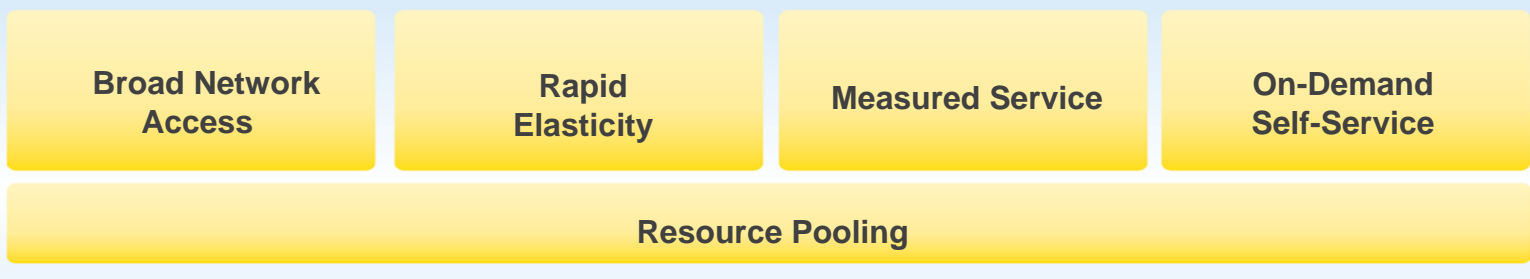 Broad Network
Access
Rapid
Elasticity
Measured Service
On-Demand
Self-Service
Resource Pooling